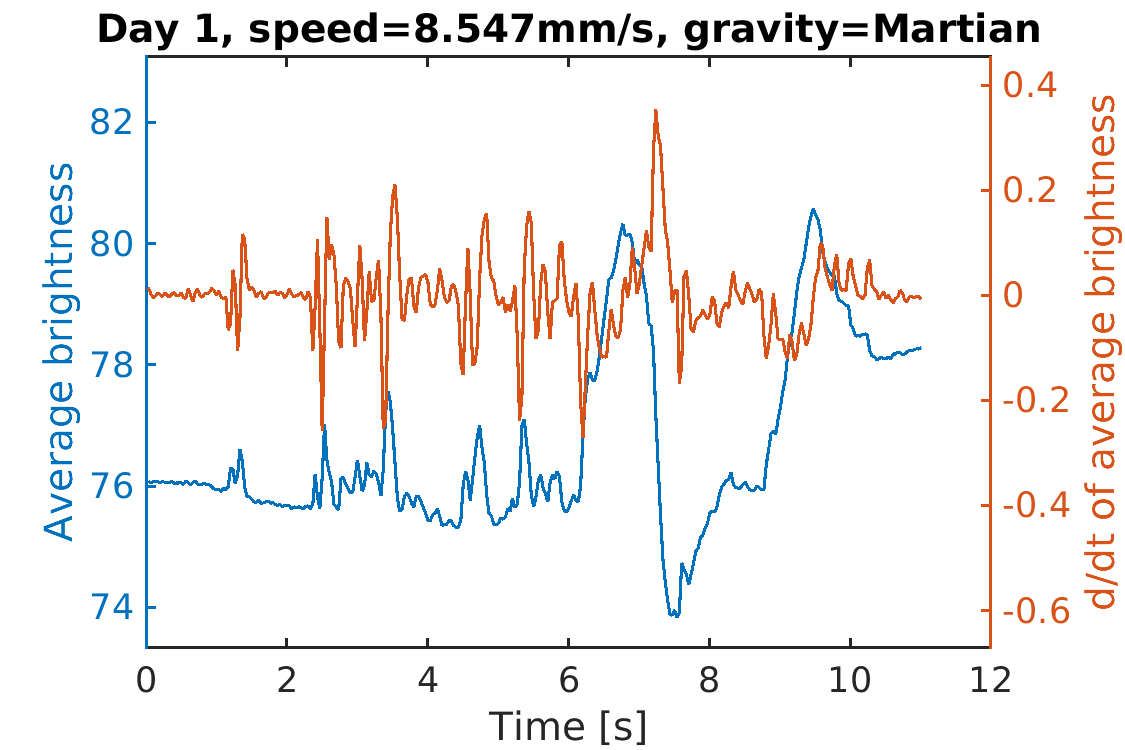 Day 1, speed=8.547mm/s, gravity=Martian
Average brightness
82
80
78
76
74
0.4
0.2
0
-0.2
-0.4
-0.6
d/dt of average brightness
0 2 4 6 8 10 12
Time [s]